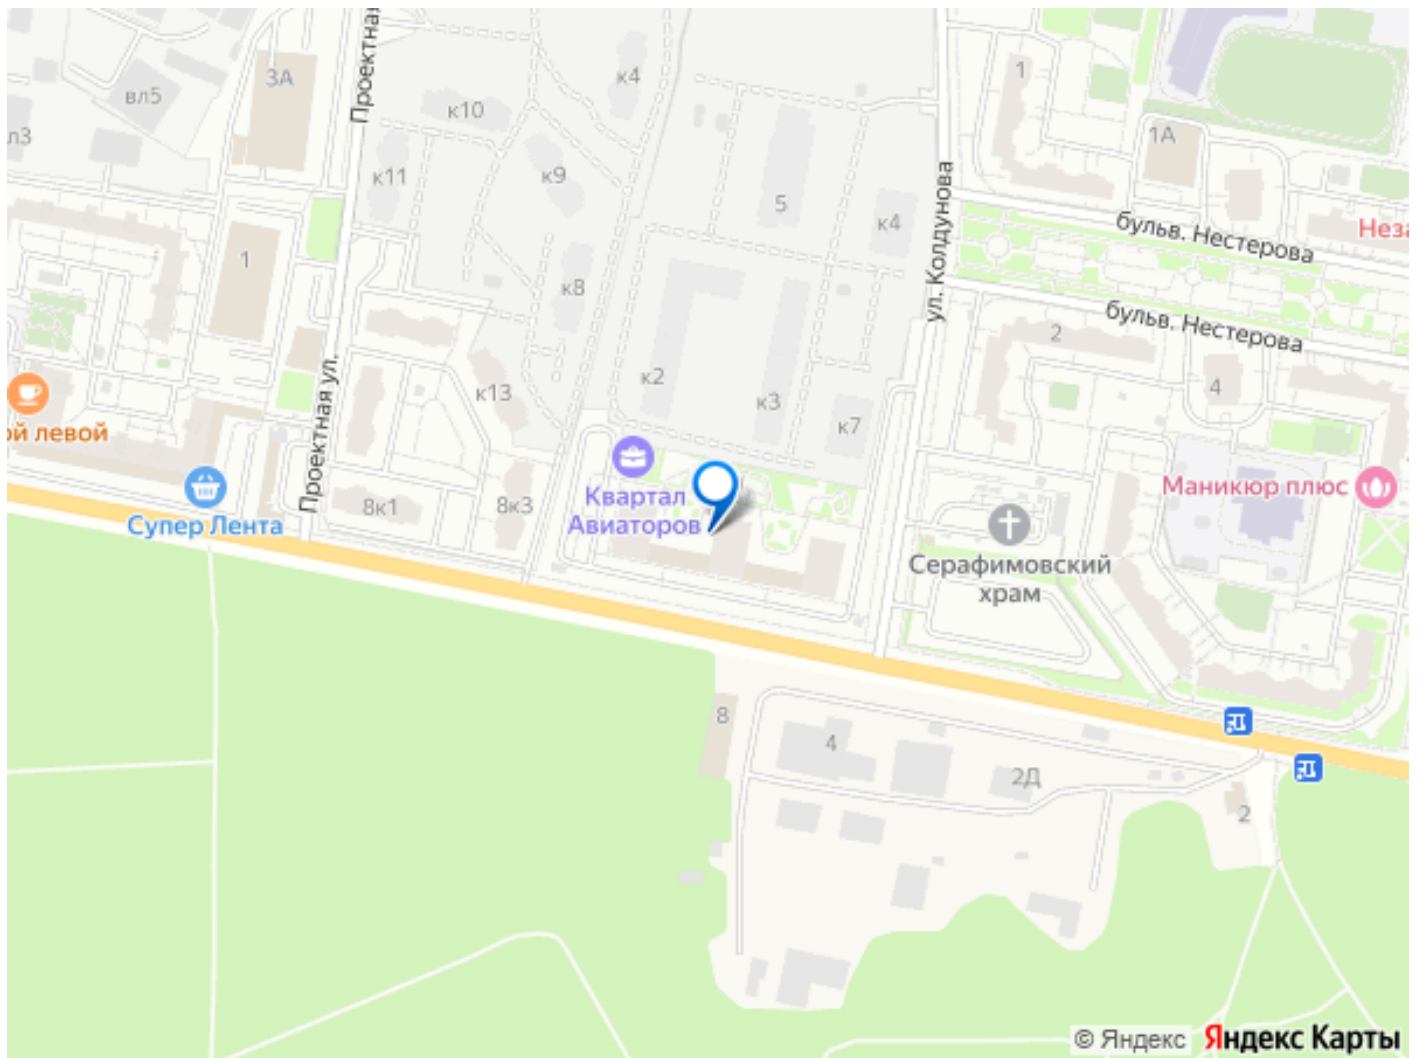 Проектная
к4
1
3А
вл5
к10
1А
л3
к11
к9
5
к4
ул. Колдунова
бульв. Нестерова
Неза
1
к8
бульв. Нестерова
2
Проектная ул.
к2
4
к13
к3
к7
ой левой
Квартал
Авиаторов
Маникюр плюс
8к1
8к3
Супер Лента
Серафимовский
храм
8
4
2Д
2
© Яндекс
Яндекс Карты